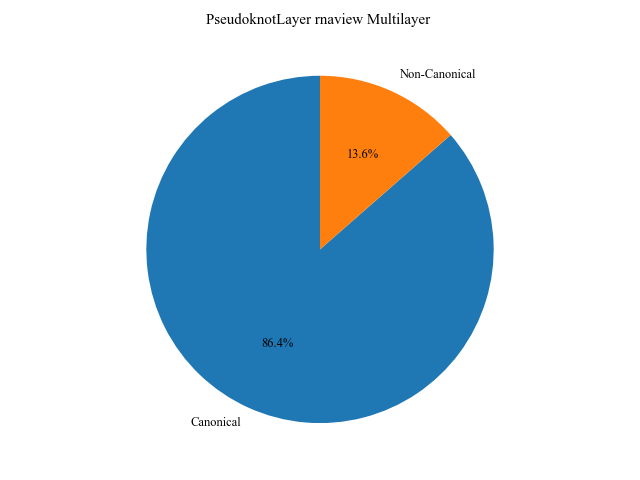 PseudoknotLayer rnaview Multilayer
Non-Canonical
13.6%
86.4%
Canonical